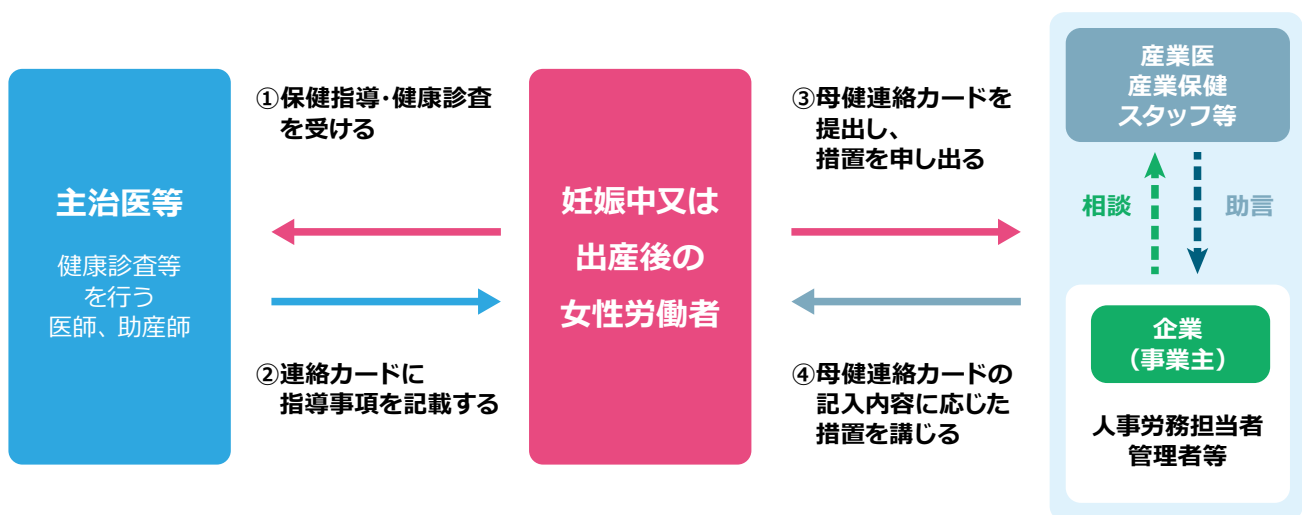 主治医等
健康診査等
を行う
医師、助産師
①保健指導･健康診査
を受ける
②連絡カードに
指導事項を記載する
妊娠中又は
出産後の
女性労働者
③母健連絡カードを
提出し、
措置を申し出る
④母健連絡カードの
記入内容に応じた
措置を講じる
産業医
産業保健
スタッフ等
相談
助言
企業
（事業主）
人事労務担当者
管理者等